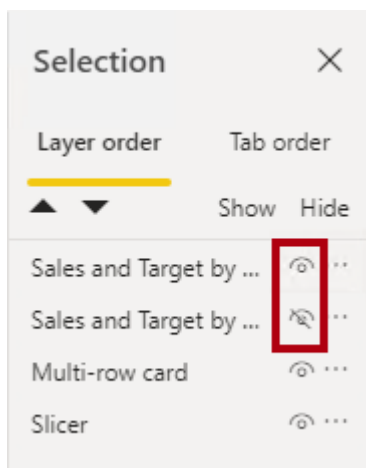 Selection
Layer order Tab order
Show Hide
Sales and Target by ...
Sales and Target by ...
Multi-row card
Slicer